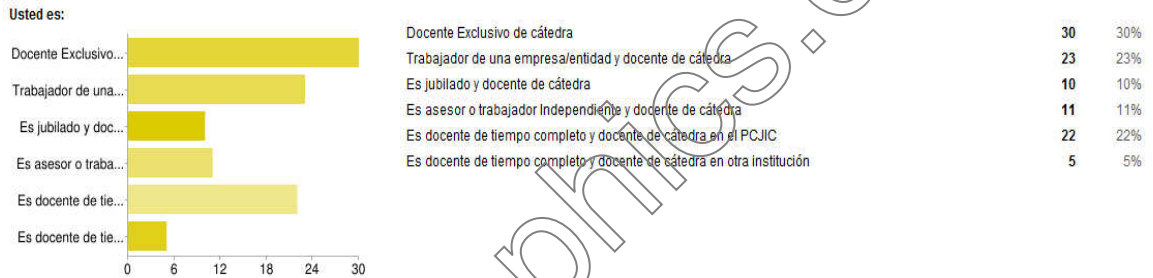 Usted es:
Docente Exclusivo...
Trabajador de una...
Es jubilado y doc...
Es asesor o traba...
Es docente de tie...
Es docente de tie...
0 6 12 18 24 30
Docente Exclusivo de cátedra 30 30%
Trabajador de una empresa/entidad y docente de cátedra 23 23%
Es jubilado y docente de cátedra 10 10%
Es asesor o trabajador Independiente y docente de cátedra 11 11%
Es docente de tiempo completo y docente de cátedra en el PCJIC 22 22%
Es docente de tiempo completo y docente de cátedra en otra institución 5 5%
phics.